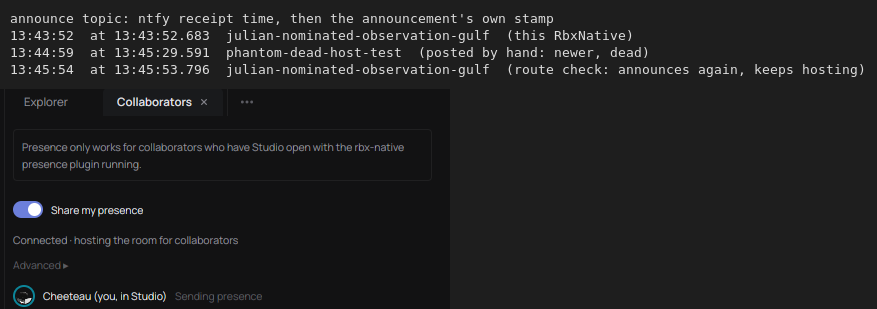 announce topic: ntfy receipt time, then the announcement's own stamp
13:43:52  at 13:43:52.683  julian-nominated-observation-gulf  (this RbxNative)
13:44:59  at 13:45:29.591  phantom-dead-host-test  (posted by hand: newer, dead)
13:45:54  at 13:45:53.796  julian-nominated-observation-gulf  (route check: announces again, keeps hosting)
Explorer  Collaborators ×  •••
Presence only works for collaborators who have Studio open with the rbx-native
presence plugin running.
Share my presence
Connected · hosting the room for collaborators
Advanced ▸
Cheeteau (you, in Studio)  Sending presence